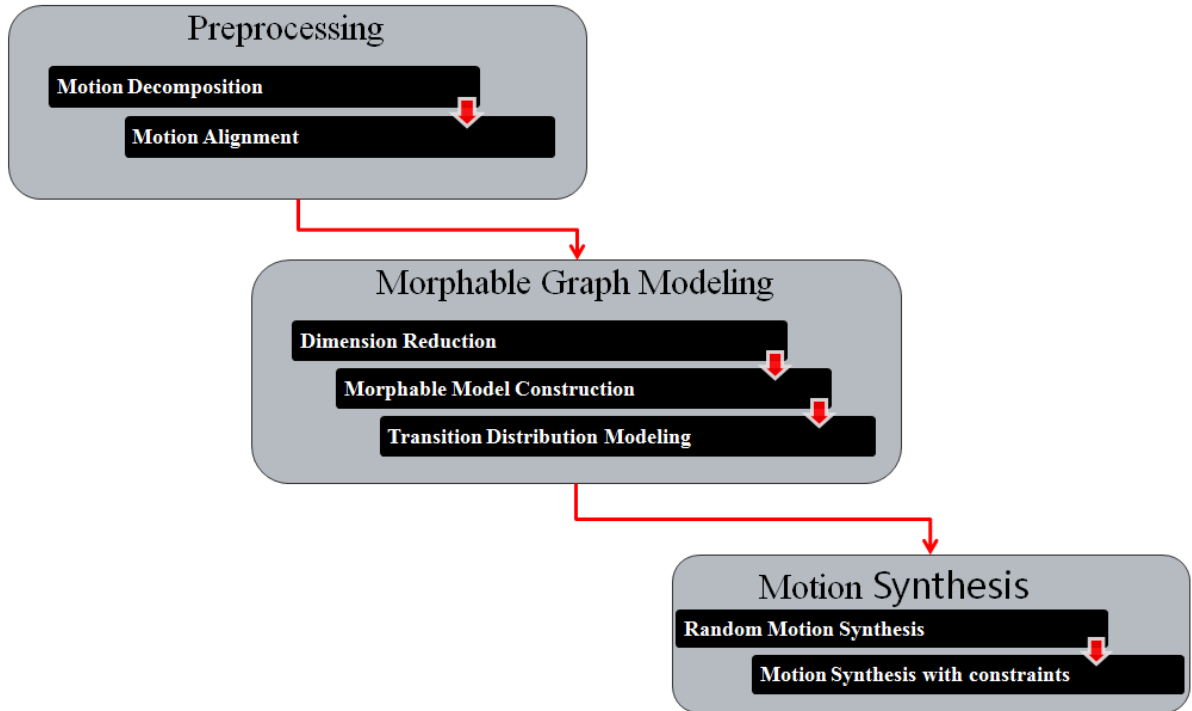 Preprocessing
Motion Decomposition
Motion Alignment
Morphable Graph Modeling
Dimension Reduction
Morphable Model Construction
Transition Distribution Modeling
Motion Synthesis
Random Motion Synthesis
Motion Synthesis with constraints